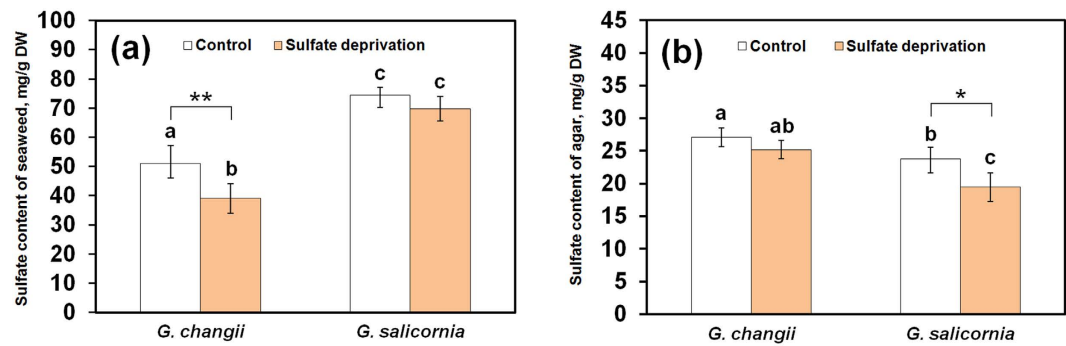 (a)
Control
Sulfate deprivation
Sulfate content of seaweed, mg/g DW
100
90
80
70
60
50
40
30
20
10
0
a
**
b
c
c
G. changii
G. salicornia
(b)
Control
Sulfate deprivation
Sulfate content of agar, mg/g DW
45
40
35
30
25
20
15
10
5
0
a
ab
b
*
c
G. changii
G. salicornia